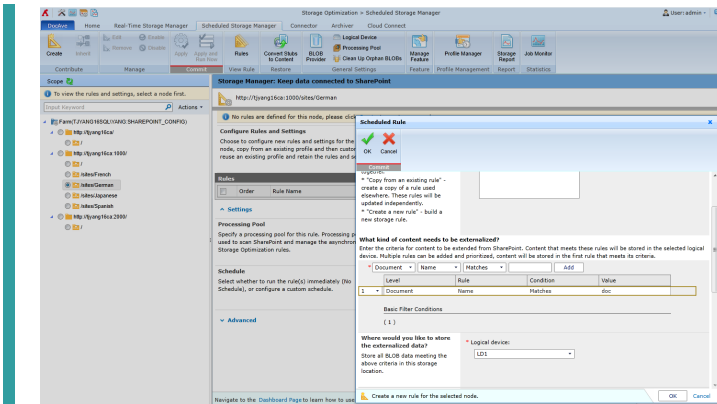 Storage Optimization > Scheduled Storage Manager
User: admin
DocAve Home Real-Time Storage Manager Scheduled Storage Manager Connector Archiver Cloud Connect
Create Inherit Edit Enable Remove Disable Apply Apply and Run Now Rules Convert Stubs to Content BLOB Provider Logical Device Processing Pool Clean Up Orphan BLOBs Manage Feature Profile Manager Storage Report Job Monitor
Contribute Manage Commit View Rule Restore General Settings Feature Profile Management Report Statistics
Scope
To view the rules and settings, select a node first.
Input Keyword Actions
Farm(TJYANG16SQL\YANG:SHAREPOINT_CONFIG)
http://tjyang16ca/
/
http://tjyang16ca:1000/
/
/sites/French
/sites/German
/sites/Japanese
/sites/Spanish
http://tjyang16ca:2000/
/
Storage Manager: Keep data connected to SharePoint
http://tjyang16ca:1000/sites/German
No rules are defined for this node, please click
Configure Rules and Settings
Choose to configure new rules and settings for the
node, copy from an existing profile and then custom
reuse an existing profile and retain the rules and s
Rules
Order Rule Name
Settings
Processing Pool
Specify a processing pool for this rule. Processing p
used to scan SharePoint and manage the asynchron
Storage Optimization rules.
Schedule
Select whether to run the rule(s) immediately (No
Schedule), or configure a custom schedule.
Advanced
Navigate to the Dashboard Page to learn how to use
Scheduled Rule x
OK Cancel
Commit
together.
* "Copy from an existing rule" -
create a copy of a rule used
elsewhere. These rules will be
updated independently.
* "Create a new rule" - build a
new storage rule.
What kind of content needs to be externalized?
Enter the criteria for content to be extended from SharePoint. Content that meets these rules will be stored in the selected logical
device. Multiple rules can be added and prioritized, content will be stored in the first rule that meets its criteria.
* Document Name Matches Add
Level Rule Condition Value
1 Document Name Matches doc
Basic Filter Conditions
( 1 )
Where would you like to store
the externalized data?
Store all BLOB data meeting the
above criteria in this storage
location.
* Logical device:
LD1
Create a new rule for the selected node.
OK Cancel